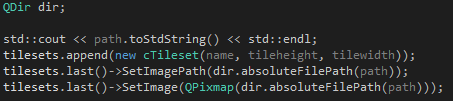 QDir dir;
std::cout << path.toStdString() << std::endl;
tilesets.append(new cTileset(name, tileheight, tilewidth));
tilesets.last()->SetImagePath(dir.absoluteFilePath(path));
tilesets.last()->SetImage(QPixmap(dir.absoluteFilePath(path)));